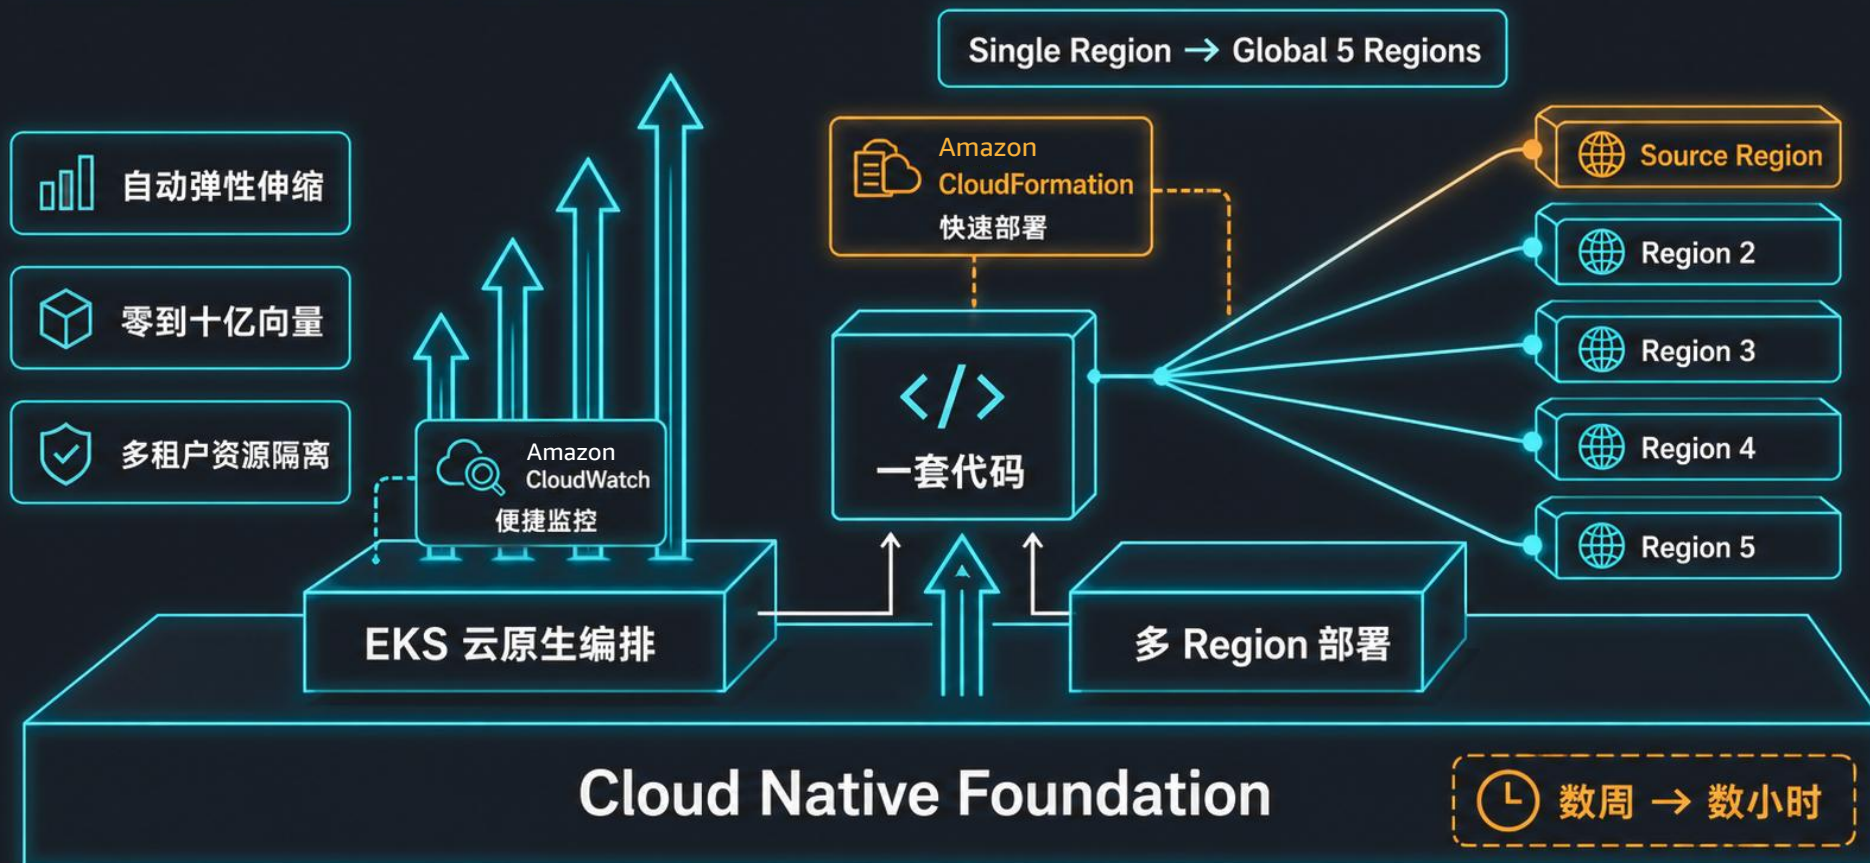 Single Region → Global 5 Regions
自动弹性伸缩
零到十亿向量
多租户资源隔离
Amazon
CloudWatch
便捷监控
EKS 云原生编排
Amazon
CloudFormation
快速部署
</>
一套代码
多 Region 部署
Source Region
Region 2
Region 3
Region 4
Region 5
Cloud Native Foundation
数周 → 数小时